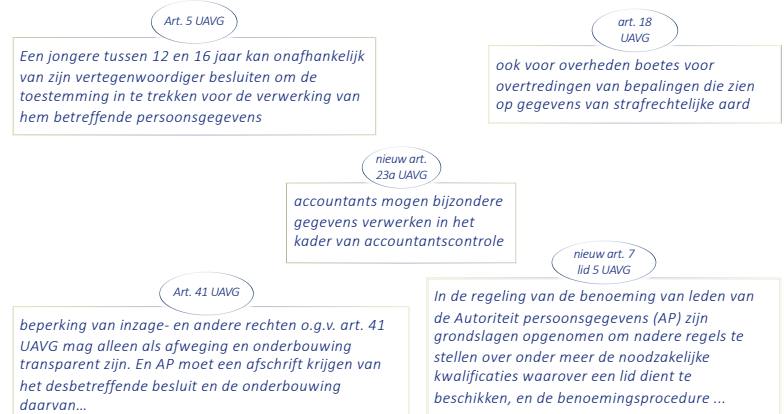 Art. 5 UAVG
Een jongere tussen 12 en 16 jaar kan onafhankelijk
van zijn vertegenwoordiger besluiten om de
toestemming in te trekken voor de verwerking van
hem betreffende persoonsgegevens
art. 18
UAVG
ook voor overheden boetes voor
overtredingen van bepalingen die zien
op gegevens van strafrechtelijke aard
nieuw art.
23a UAVG
accountants mogen bijzondere
gegevens verwerken in het
kader van accountantscontrole
Art. 41 UAVG
beperking van inzage- en andere rechten o.g.v. art. 41
UAVG mag alleen als afweging en onderbouwing
transparant zijn. En AP moet een afschrift krijgen van
het desbetreffende besluit en de onderbouwing
daarvan…
nieuw art. 7
lid 5 UAVG
In de regeling van de benoeming van leden van
de Autoriteit persoonsgegevens (AP) zijn
grondslagen opgenomen om nadere regels te
stellen over onder meer de noodzakelijke
kwalificaties waarover een lid dient te
beschikken, en de benoemingsprocedure ...